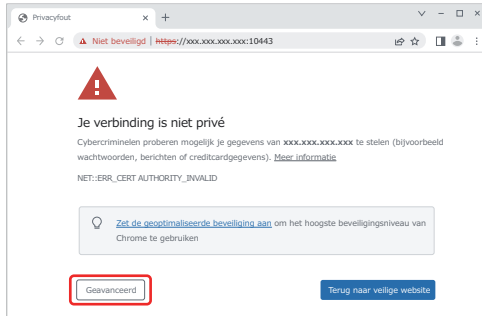 Privacyfout
Niet beveiligd | https://xxx.xxx.xxx.xxx:10443
Je verbinding is niet privé
Cybercriminelen proberen mogelijk je gegevens van xxx.xxx.xxx.xxx te stelen (bijvoorbeeld
wachtwoorden, berichten of creditcardgegevens). Meer informatie
NET::ERR_CERT AUTHORITY_INVALID
Zet de geoptimaliseerde beveiliging aan om het hoogste beveiligingsniveau van
Chrome te gebruiken
Geavanceerd
Terug naar veilige website